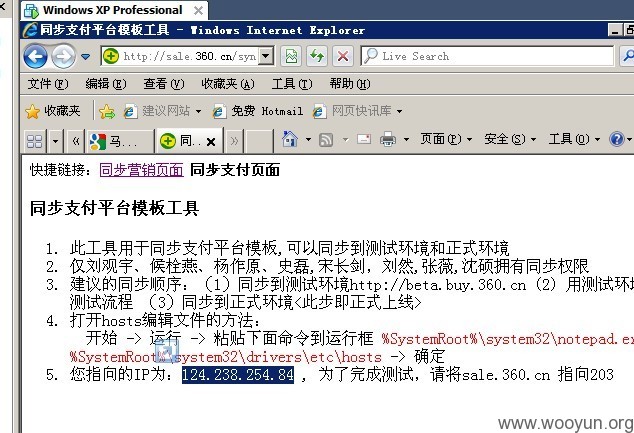 Windows XP Professional
同步支付平台模板工具 - Windows Internet Explorer
http://sale.360.cn/syn
Live Search
文件(F) 编辑(E) 查看(V) 收藏夹(A) 工具(T) 帮助(H)
收藏夹 建议网站 免费 Hotmail 网页快讯库
马... 同.. 页面(P) 安全(S) 工具(O)
快捷链接: 同步营销页面 同步支付页面
同步支付平台模板工具
1. 此工具用于同步支付平台模板,可以同步到测试环境和正式环境
2. 仅刘观宇、候栓燕、杨作原、史磊,宋长剑, 刘然,张薇,沈硕拥有同步权限
3. 建议的同步顺序: (1) 同步到测试环境http://beta.buy.360.cn (2) 用测试环境
测试流程 (3) 同步到正式环境<此步即正式上线>
4. 打开hosts编辑文件的方法:
开始 -> 运行 -> 粘贴下面命令到运行框 %SystemRoot%\system32\notepad.ex
%SystemRoot%\system32\drivers\etc\hosts -> 确定
5. 您指向的IP为: 124.238.254.84 , 为了完成测试, 请将sale.360.cn 指向203
www.wooyun.org